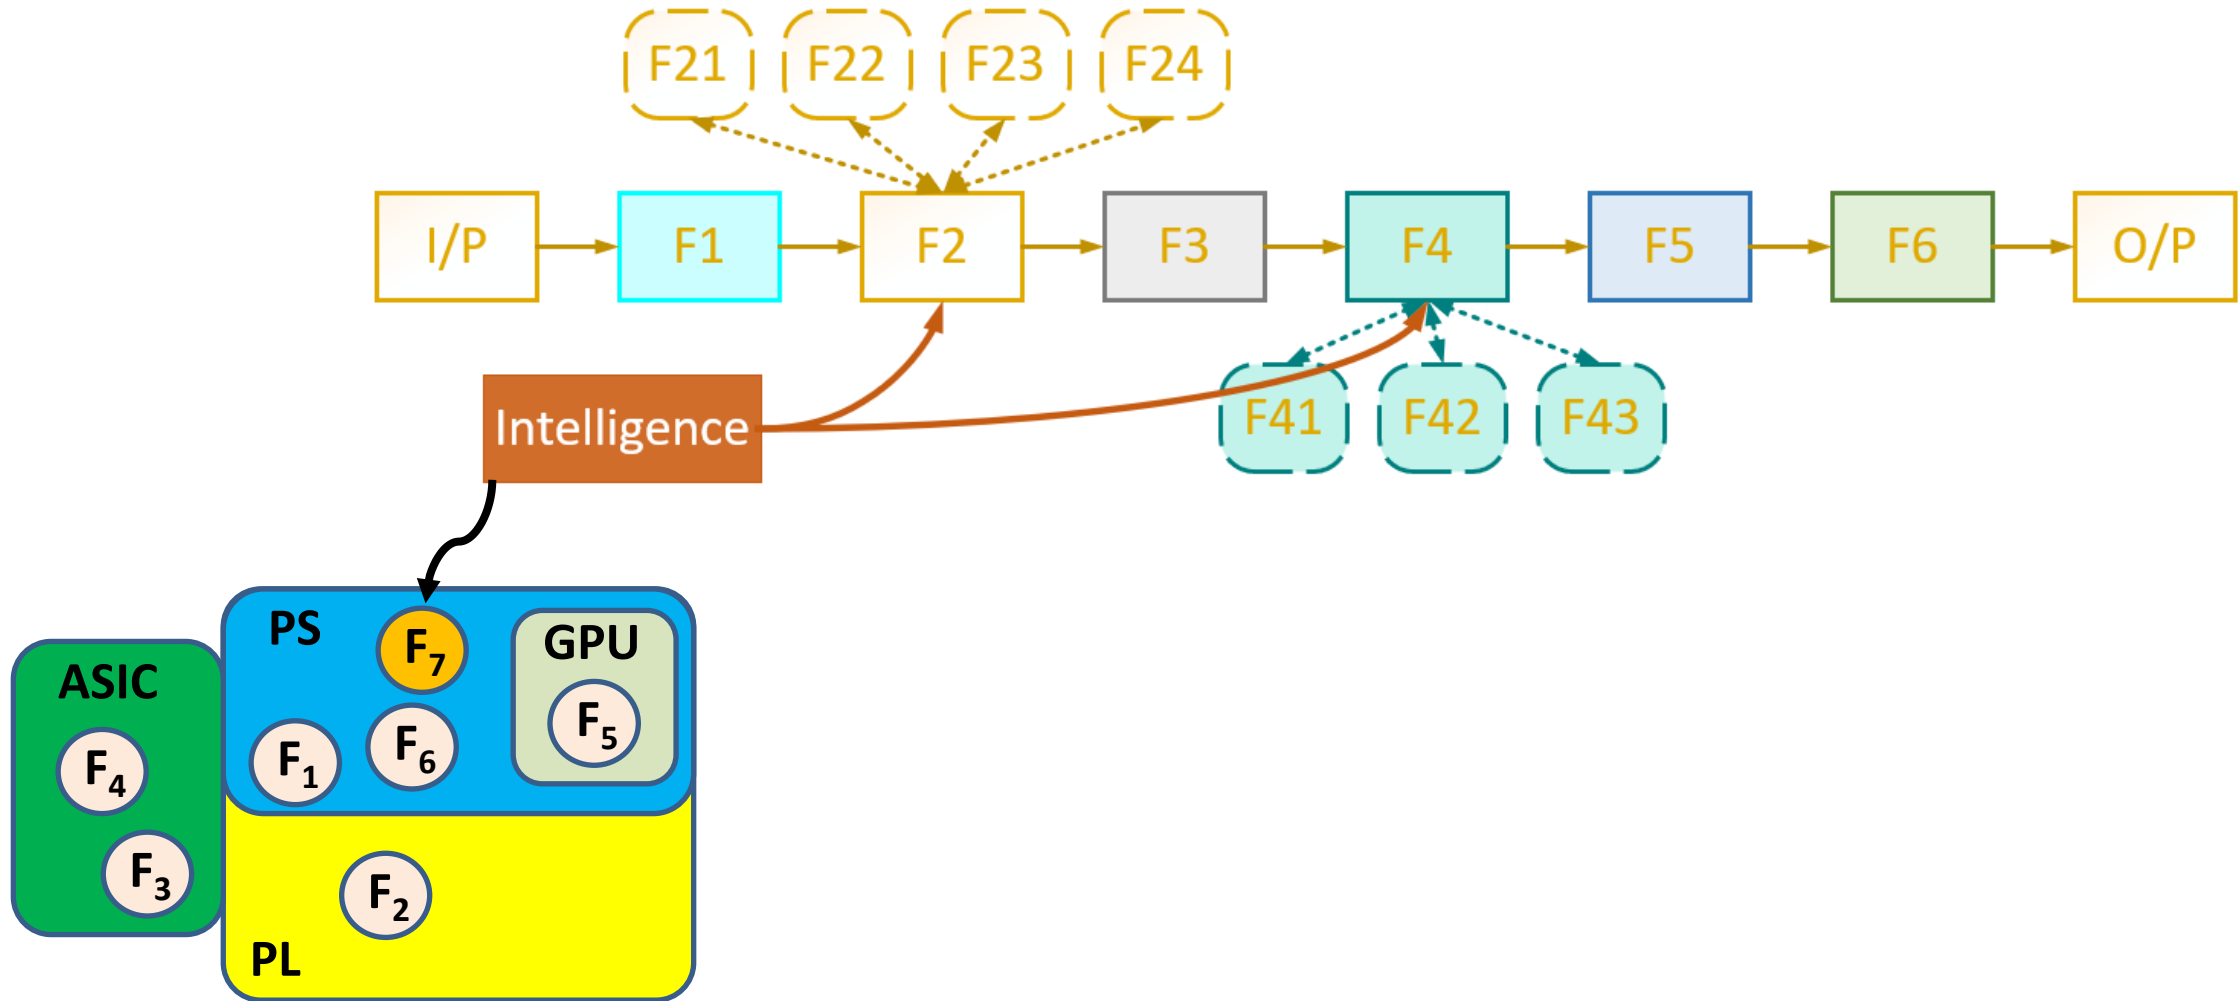 F21 F22 F23 F24
I/P F1 F2 F3 F4 F5 F6 O/P
Intelligence F41 F42 F43
PS F7 GPU
ASIC F5
F4 F1 F6
F3 F2
PL